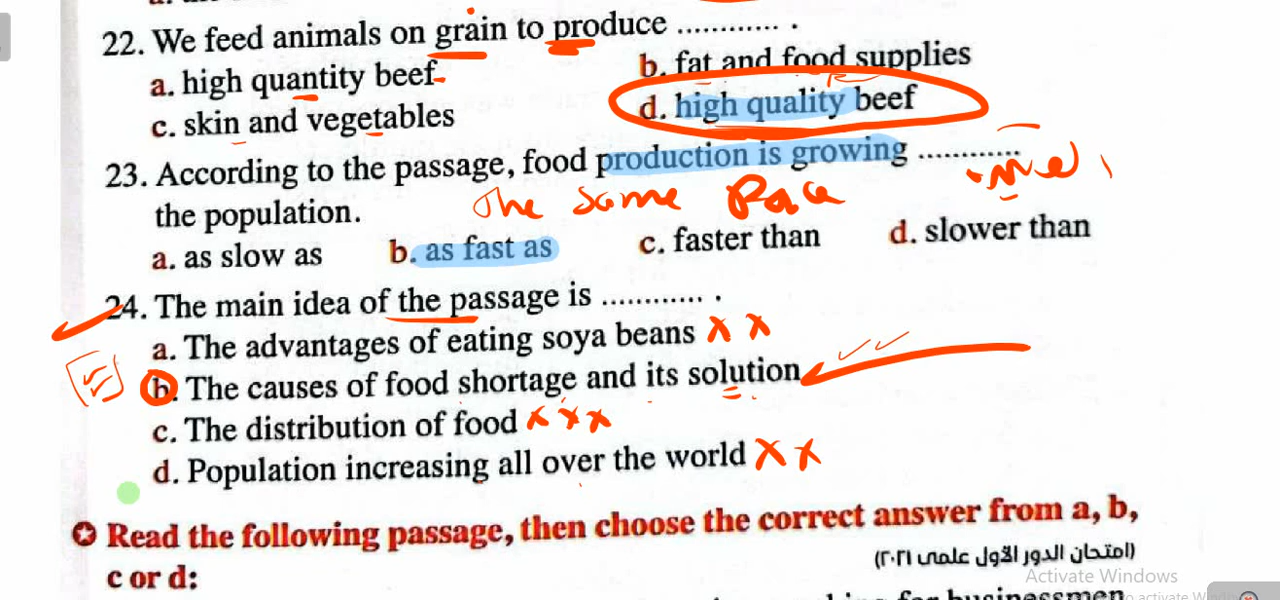 22. We feed animals on grain to produce ............ .
a. high quantity beef
b. fat and food supplies
c. skin and vegetables
d. high quality beef
23. According to the passage, food production is growing ............
The same Pace
the population.
a. as slow as b. as fast as c. faster than d. slower than
24. The main idea of the passage is ............ .
a. The advantages of eating soya beans
b. The causes of food shortage and its solution
c. The distribution of food
d. Population increasing all over the world
Read the following passage, then choose the correct answer from a, b,
c or d:
(امتحان الدور الأول علمى ٢٠٢١)
Activate Windows
for businessmen